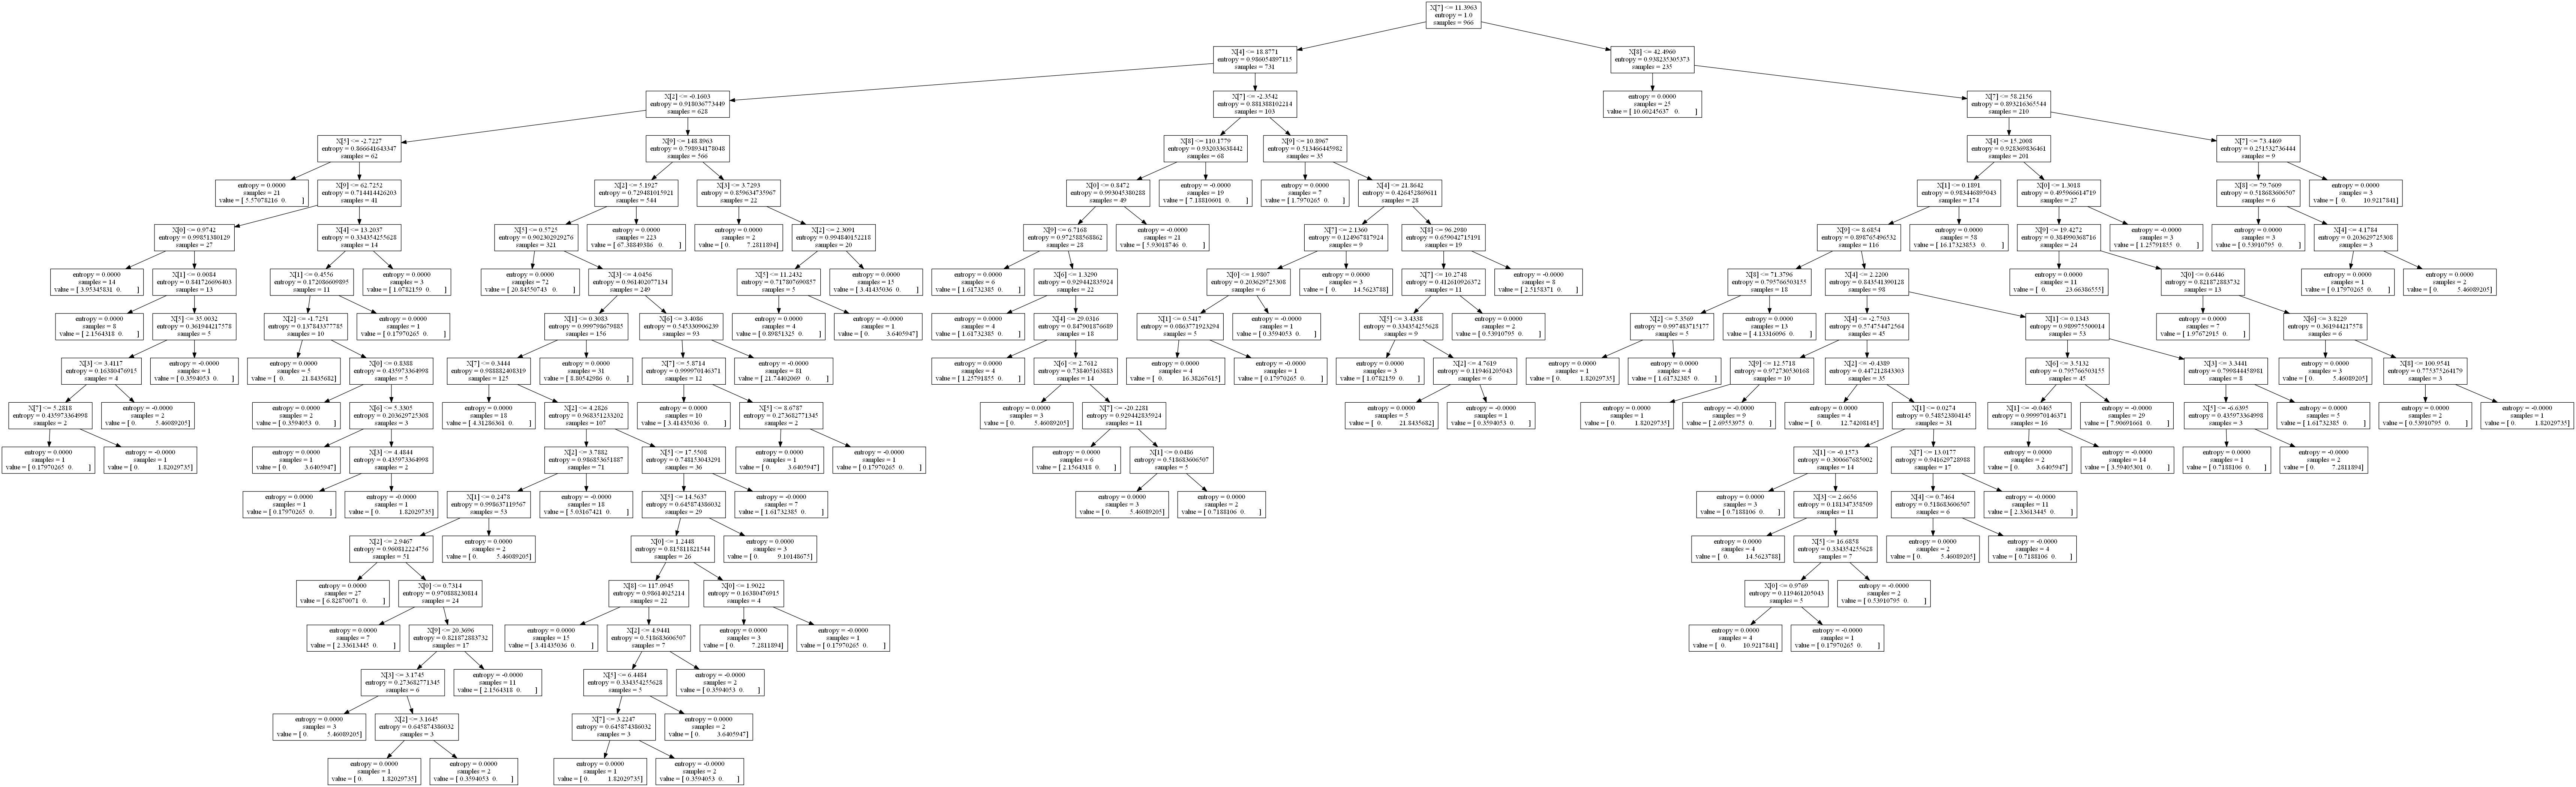 X[7] <= 11.3963
entropy = 1.0
samples = 966
X[4] <= 18.8771
entropy = 0.986054897115
samples = 731
X[8] <= 42.4960
entropy = 0.938235305373
samples = 235
X[2] <= -0.1603
entropy = 0.918036773449
samples = 628
X[7] <= -2.3542
entropy = 0.881388102214
samples = 103
entropy = 0.0000
samples = 25
value = [ 10.60245637 0. ]
X[7] <= 58.2156
entropy = 0.893216365544
samples = 210
X[5] <= -2.7227
entropy = 0.866641643347
samples = 62
X[9] <= 148.8963
entropy = 0.798934178048
samples = 566
X[8] <= 110.1779
entropy = 0.932033638442
samples = 68
X[9] <= 10.8967
entropy = 0.513466445982
samples = 35
X[4] <= 15.2008
entropy = 0.928369836461
samples = 201
X[7] <= 73.4469
entropy = 0.251532736444
samples = 9
entropy = 0.0000
samples = 21
value = [ 5.57078216 0. ]
X[9] <= 62.7252
entropy = 0.714414426203
samples = 41
X[2] <= 5.1927
entropy = 0.729481015921
samples = 544
X[3] <= 3.7293
entropy = 0.859634735967
samples = 22
X[0] <= 0.8472
entropy = 0.993045380288
samples = 49
entropy = -0.0000
samples = 19
value = [ 7.18810601 0. ]
entropy = 0.0000
samples = 7
value = [ 1.7970265 0. ]
X[4] <= 21.8642
entropy = 0.426452869611
samples = 28
X[1] <= 0.1891
entropy = 0.983446895043
samples = 174
X[0] <= 1.3018
entropy = 0.495966614719
samples = 27
X[8] <= 79.7609
entropy = 0.518683606507
samples = 6
entropy = 0.0000
samples = 3
value = [ 0. 10.9217841]
X[0] <= 0.9742
entropy = 0.99851380129
samples = 27
X[4] <= 13.2037
entropy = 0.334354255628
samples = 14
X[5] <= 0.5725
entropy = 0.902302929276
samples = 321
entropy = 0.0000
samples = 223
value = [ 67.38849386 0. ]
entropy = 0.0000
samples = 2
value = [ 0. 7.2811894]
X[2] <= 2.3091
entropy = 0.994840152218
samples = 20
X[9] <= 6.7168
entropy = 0.972588568862
samples = 28
entropy = -0.0000
samples = 21
value = [ 5.93018746 0. ]
X[7] <= 2.1360
entropy = 0.124967817924
samples = 9
X[8] <= 96.2980
entropy = 0.659042715191
samples = 19
X[9] <= 8.6854
entropy = 0.898765496532
samples = 116
entropy = 0.0000
samples = 58
value = [ 16.17323853 0. ]
X[9] <= 19.4272
entropy = 0.384990368716
samples = 24
entropy = -0.0000
samples = 3
value = [ 1.25791855 0. ]
entropy = 0.0000
samples = 3
value = [ 0.53910795 0. ]
X[4] <= 4.1784
entropy = 0.203629725308
samples = 3
entropy = 0.0000
samples = 14
value = [ 3.95345831 0. ]
X[1] <= 0.0084
entropy = 0.841726696403
samples = 13
X[1] <= 0.4556
entropy = 0.172086609895
samples = 11
entropy = 0.0000
samples = 3
value = [ 1.0782159 0. ]
entropy = 0.0000
samples = 72
value = [ 20.84550743 0. ]
X[3] <= 4.0456
entropy = 0.961402077134
samples = 249
X[5] <= 11.2432
entropy = 0.717807690857
samples = 5
entropy = 0.0000
samples = 15
value = [ 3.41435036 0. ]
entropy = 0.0000
samples = 6
value = [ 1.61732385 0. ]
X[6] <= 1.3290
entropy = 0.929442835924
samples = 22
X[0] <= 1.9807
entropy = 0.203629725308
samples = 6
entropy = 0.0000
samples = 3
value = [ 0. 14.5623788]
X[7] <= 10.2748
entropy = 0.412610926372
samples = 11
entropy = -0.0000
samples = 8
value = [ 2.5158371 0. ]
X[8] <= 71.3796
entropy = 0.795766503155
samples = 18
X[4] <= 2.2200
entropy = 0.843541390128
samples = 98
entropy = 0.0000
samples = 11
value = [ 0. 23.66386555]
X[0] <= 0.6446
entropy = 0.821872883732
samples = 13
entropy = 0.0000
samples = 1
value = [ 0.17970265 0. ]
entropy = 0.0000
samples = 2
value = [ 0. 5.46089205]
entropy = 0.0000
samples = 8
value = [ 2.1564318 0. ]
X[5] <= 35.0032
entropy = 0.361944217578
samples = 5
X[2] <= -1.7251
entropy = 0.137843377785
samples = 10
entropy = 0.0000
samples = 1
value = [ 0.17970265 0. ]
X[1] <= 0.3083
entropy = 0.999798679885
samples = 156
X[6] <= 3.4086
entropy = 0.545330906239
samples = 93
entropy = 0.0000
samples = 4
value = [ 0.89851325 0. ]
entropy = -0.0000
samples = 1
value = [ 0. 3.6405947]
entropy = 0.0000
samples = 4
value = [ 1.61732385 0. ]
X[4] <= 29.0316
entropy = 0.847901876689
samples = 18
X[1] <= 0.5417
entropy = 0.0863771923294
samples = 5
entropy = -0.0000
samples = 1
value = [ 0.3594053 0. ]
X[5] <= 3.4338
entropy = 0.334354255628
samples = 9
entropy = 0.0000
samples = 2
value = [ 0.53910795 0. ]
X[2] <= 5.3569
entropy = 0.997483715177
samples = 5
entropy = 0.0000
samples = 13
value = [ 4.13316096 0. ]
X[4] <= -2.7503
entropy = 0.574754472564
samples = 45
X[1] <= 0.1343
entropy = 0.989975500014
samples = 53
entropy = 0.0000
samples = 7
value = [ 1.97672915 0. ]
X[6] <= 3.8229
entropy = 0.361944217578
samples = 6
X[3] <= 3.4117
entropy = 0.16380476915
samples = 4
entropy = -0.0000
samples = 1
value = [ 0.3594053 0. ]
entropy = 0.0000
samples = 5
value = [ 0. 21.8435682]
X[0] <= 0.8388
entropy = 0.435973364998
samples = 5
X[7] <= 0.3444
entropy = 0.988882408319
samples = 125
entropy = 0.0000
samples = 31
value = [ 8.80542986 0. ]
X[7] <= 5.8714
entropy = 0.999970146371
samples = 12
entropy = -0.0000
samples = 81
value = [ 21.74402069 0. ]
entropy = 0.0000
samples = 4
value = [ 1.25791855 0. ]
X[6] <= 2.7612
entropy = 0.738405163883
samples = 14
entropy = 0.0000
samples = 4
value = [ 0. 16.38267615]
entropy = -0.0000
samples = 1
value = [ 0.17970265 0. ]
entropy = 0.0000
samples = 3
value = [ 1.0782159 0. ]
X[2] <= 4.7619
entropy = 0.119461205043
samples = 6
entropy = 0.0000
samples = 1
value = [ 0. 1.82029735]
entropy = 0.0000
samples = 4
value = [ 1.61732385 0. ]
X[9] <= 12.5718
entropy = 0.972730530168
samples = 10
X[2] <= -0.4389
entropy = 0.447212843303
samples = 35
X[6] <= 3.5132
entropy = 0.795766503155
samples = 45
X[3] <= 3.3441
entropy = 0.799844458981
samples = 8
entropy = 0.0000
samples = 3
value = [ 0. 5.46089205]
X[8] <= 100.9541
entropy = 0.775375264179
samples = 3
X[7] <= 5.2818
entropy = 0.435973364998
samples = 2
entropy = -0.0000
samples = 2
value = [ 0. 5.46089205]
entropy = 0.0000
samples = 2
value = [ 0.3594053 0. ]
X[6] <= 5.3305
entropy = 0.203629725308
samples = 3
entropy = 0.0000
samples = 18
value = [ 4.31286361 0. ]
X[2] <= 4.2826
entropy = 0.968351233202
samples = 107
entropy = 0.0000
samples = 10
value = [ 3.41435036 0. ]
X[5] <= 8.6787
entropy = 0.273682771345
samples = 2
entropy = 0.0000
samples = 3
value = [ 0. 5.46089205]
X[7] <= -20.2281
entropy = 0.929442835924
samples = 11
entropy = 0.0000
samples = 5
value = [ 0. 21.8435682]
entropy = -0.0000
samples = 1
value = [ 0.3594053 0. ]
entropy = 0.0000
samples = 1
value = [ 0. 1.82029735]
entropy = -0.0000
samples = 9
value = [ 2.69553975 0. ]
entropy = 0.0000
samples = 4
value = [ 0. 12.74208145]
X[1] <= 0.0274
entropy = 0.548523804145
samples = 31
X[1] <= -0.0465
entropy = 0.999970146371
samples = 16
entropy = -0.0000
samples = 29
value = [ 7.90691661 0. ]
X[5] <= -6.6395
entropy = 0.435973364998
samples = 3
entropy = 0.0000
samples = 5
value = [ 1.61732385 0. ]
entropy = 0.0000
samples = 2
value = [ 0.53910795 0. ]
entropy = -0.0000
samples = 1
value = [ 0. 1.82029735]
entropy = 0.0000
samples = 1
value = [ 0.17970265 0. ]
entropy = -0.0000
samples = 1
value = [ 0. 1.82029735]
entropy = 0.0000
samples = 1
value = [ 0. 3.6405947]
X[3] <= 4.4844
entropy = 0.435973364998
samples = 2
X[2] <= 3.7882
entropy = 0.986853651887
samples = 71
X[5] <= 17.5508
entropy = 0.748153043291
samples = 36
entropy = 0.0000
samples = 1
value = [ 0. 3.6405947]
entropy = -0.0000
samples = 1
value = [ 0.17970265 0. ]
entropy = 0.0000
samples = 6
value = [ 2.1564318 0. ]
X[1] <= 0.0486
entropy = 0.518683606507
samples = 5
X[1] <= -0.1573
entropy = 0.300667685002
samples = 14
X[7] <= 13.0177
entropy = 0.941629728988
samples = 17
entropy = 0.0000
samples = 2
value = [ 0. 3.6405947]
entropy = -0.0000
samples = 14
value = [ 3.59405301 0. ]
entropy = 0.0000
samples = 1
value = [ 0.7188106 0. ]
entropy = -0.0000
samples = 2
value = [ 0. 7.2811894]
entropy = 0.0000
samples = 1
value = [ 0.17970265 0. ]
entropy = -0.0000
samples = 1
value = [ 0. 1.82029735]
X[1] <= 0.2478
entropy = 0.998637119567
samples = 53
entropy = -0.0000
samples = 18
value = [ 5.03167421 0. ]
X[5] <= 14.5637
entropy = 0.645874386032
samples = 29
entropy = -0.0000
samples = 7
value = [ 1.61732385 0. ]
entropy = 0.0000
samples = 3
value = [ 0. 5.46089205]
entropy = 0.0000
samples = 2
value = [ 0.7188106 0. ]
entropy = 0.0000
samples = 3
value = [ 0.7188106 0. ]
X[3] <= 2.6656
entropy = 0.181347358509
samples = 11
X[4] <= 0.7464
entropy = 0.518683606507
samples = 6
entropy = -0.0000
samples = 11
value = [ 2.33613445 0. ]
X[2] <= 2.9467
entropy = 0.960812224756
samples = 51
entropy = 0.0000
samples = 2
value = [ 0. 5.46089205]
X[0] <= 1.2448
entropy = 0.815811821544
samples = 26
entropy = 0.0000
samples = 3
value = [ 0. 9.10148675]
entropy = 0.0000
samples = 4
value = [ 0. 14.5623788]
X[5] <= 16.6858
entropy = 0.334354255628
samples = 7
entropy = 0.0000
samples = 2
value = [ 0. 5.46089205]
entropy = -0.0000
samples = 4
value = [ 0.7188106 0. ]
entropy = 0.0000
samples = 27
value = [ 6.82870071 0. ]
X[0] <= 0.7314
entropy = 0.970888230814
samples = 24
X[8] <= 117.0945
entropy = 0.98614025214
samples = 22
X[0] <= 1.9022
entropy = 0.16380476915
samples = 4
X[0] <= 0.9769
entropy = 0.119461205043
samples = 5
entropy = -0.0000
samples = 2
value = [ 0.53910795 0. ]
entropy = 0.0000
samples = 7
value = [ 2.33613445 0. ]
X[9] <= 20.3696
entropy = 0.821872883732
samples = 17
entropy = 0.0000
samples = 15
value = [ 3.41435036 0. ]
X[2] <= 4.9441
entropy = 0.518683606507
samples = 7
entropy = 0.0000
samples = 3
value = [ 0. 7.2811894]
entropy = -0.0000
samples = 1
value = [ 0.17970265 0. ]
entropy = 0.0000
samples = 4
value = [ 0. 10.9217841]
entropy = -0.0000
samples = 1
value = [ 0.17970265 0. ]
X[3] <= 3.1745
entropy = 0.273682771345
samples = 6
entropy = -0.0000
samples = 11
value = [ 2.1564318 0. ]
X[5] <= 6.4484
entropy = 0.334354255628
samples = 5
entropy = -0.0000
samples = 2
value = [ 0.3594053 0. ]
entropy = 0.0000
samples = 3
value = [ 0. 5.46089205]
X[2] <= 3.1645
entropy = 0.645874386032
samples = 3
X[7] <= 3.2247
entropy = 0.645874386032
samples = 3
entropy = 0.0000
samples = 2
value = [ 0. 3.6405947]
entropy = 0.0000
samples = 1
value = [ 0. 1.82029735]
entropy = 0.0000
samples = 2
value = [ 0.3594053 0. ]
entropy = 0.0000
samples = 1
value = [ 0. 1.82029735]
entropy = -0.0000
samples = 2
value = [ 0.3594053 0. ]